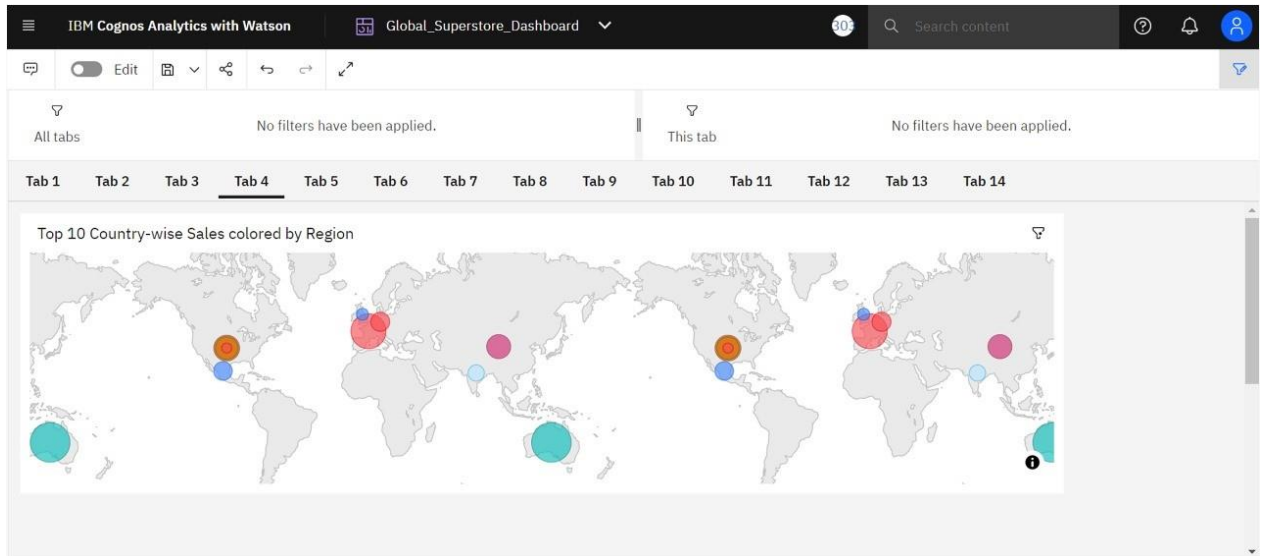 IBM Cognos Analytics with Watson
Global_Superstore_Dashboard
303
Search content
Edit
All tabs
No filters have been applied.
This tab
No filters have been applied.
Tab 1 Tab 2 Tab 3 Tab 4 Tab 5 Tab 6 Tab 7 Tab 8 Tab 9 Tab 10 Tab 11 Tab 12 Tab 13 Tab 14
Top 10 Country-wise Sales colored by Region